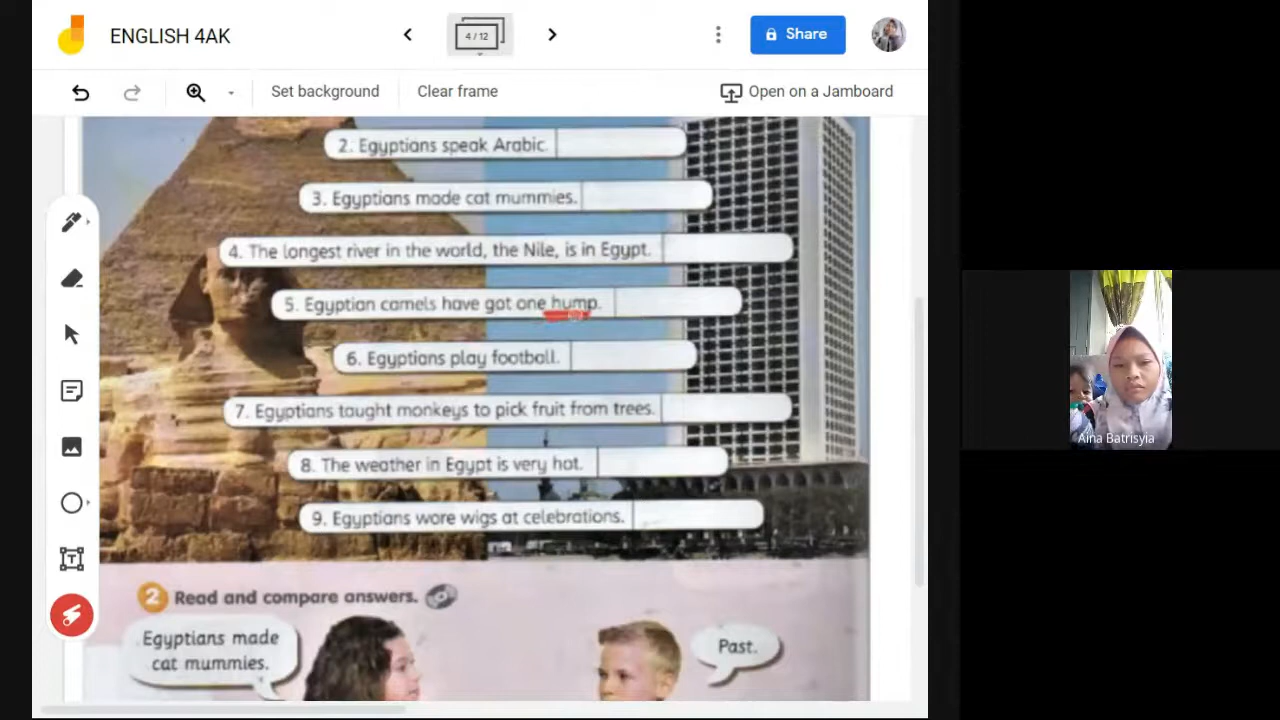 ENGLISH 4AK
4 / 12
Share
Set background
Clear frame
Open on a Jamboard
2. Egyptians speak Arabic.
3. Egyptians made cat mummies.
4. The longest river in the world, the Nile, is in Egypt.
5. Egyptian camels have got one hump.
6. Egyptians play football.
7. Egyptians taught monkeys to pick fruit from trees.
8. The weather in Egypt is very hot.
9. Egyptians wore wigs at celebrations.
2 Read and compare answers.
Egyptians made
cat mummies.
Past.
Aina Batrisyia